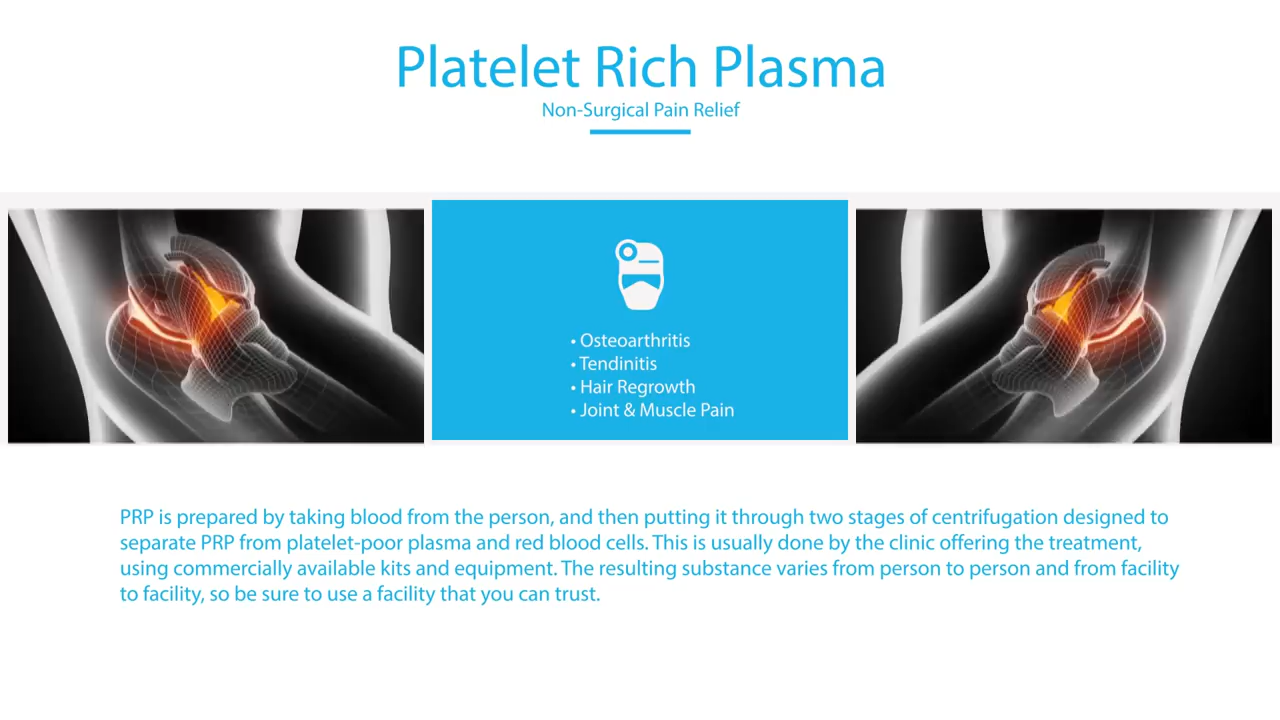 Platelet Rich Plasma
Non-Surgical Pain Relief
• Osteoarthritis
• Tendinitis
• Hair Regrowth
• Joint & Muscle Pain
PRP is prepared by taking blood from the person, and then putting it through two stages of centrifugation designed to
separate PRP from platelet-poor plasma and red blood cells. This is usually done by the clinic offering the treatment,
using commercially available kits and equipment. The resulting substance varies from person to person and from facility
to facility, so be sure to use a facility that you can trust.